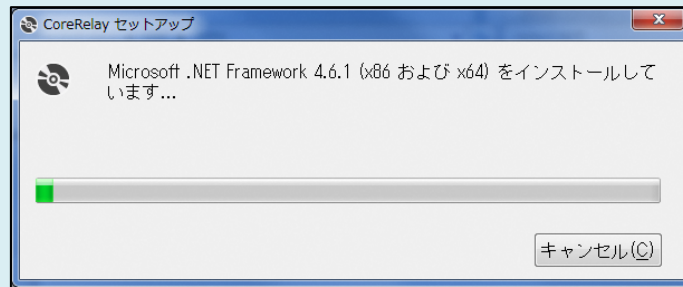 CoreRelay セットアップ
Microsoft .NET Framework 4.6.1 (x86 および x64) をインストールして
います...
キャンセル(C)